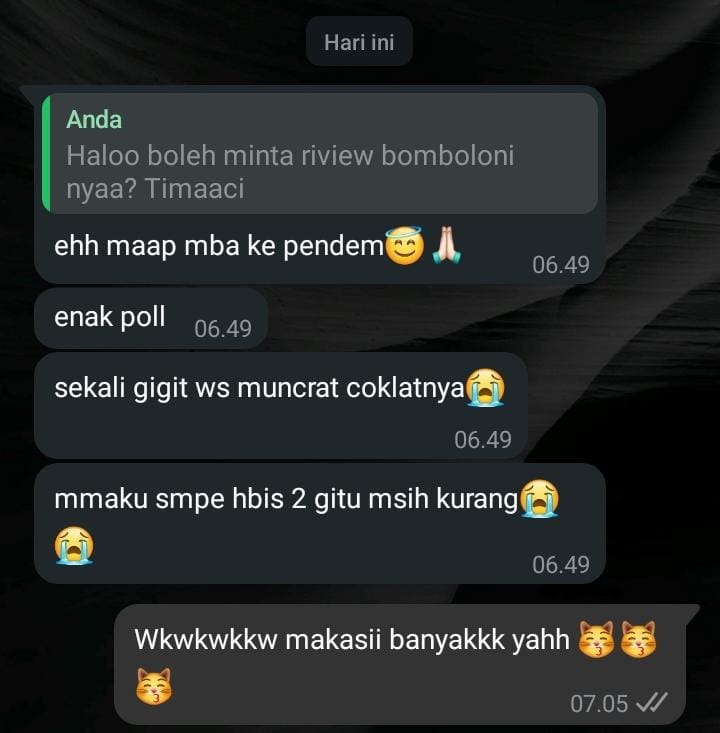 Hari ini
Anda
Haloo boleh minta riview bomboloni
nyaa? Timaaci
ehh maap mba ke pendem😇🙏🏻
06.49
enak poll
06.49
sekali gigit ws muncrat coklatnya😭
06.49
mmaku smpe hbis 2 gitu msih kurang😭
😭
06.49
Wkwkwkkw makasii banyakkk yahh 😽😽
😽
07.05